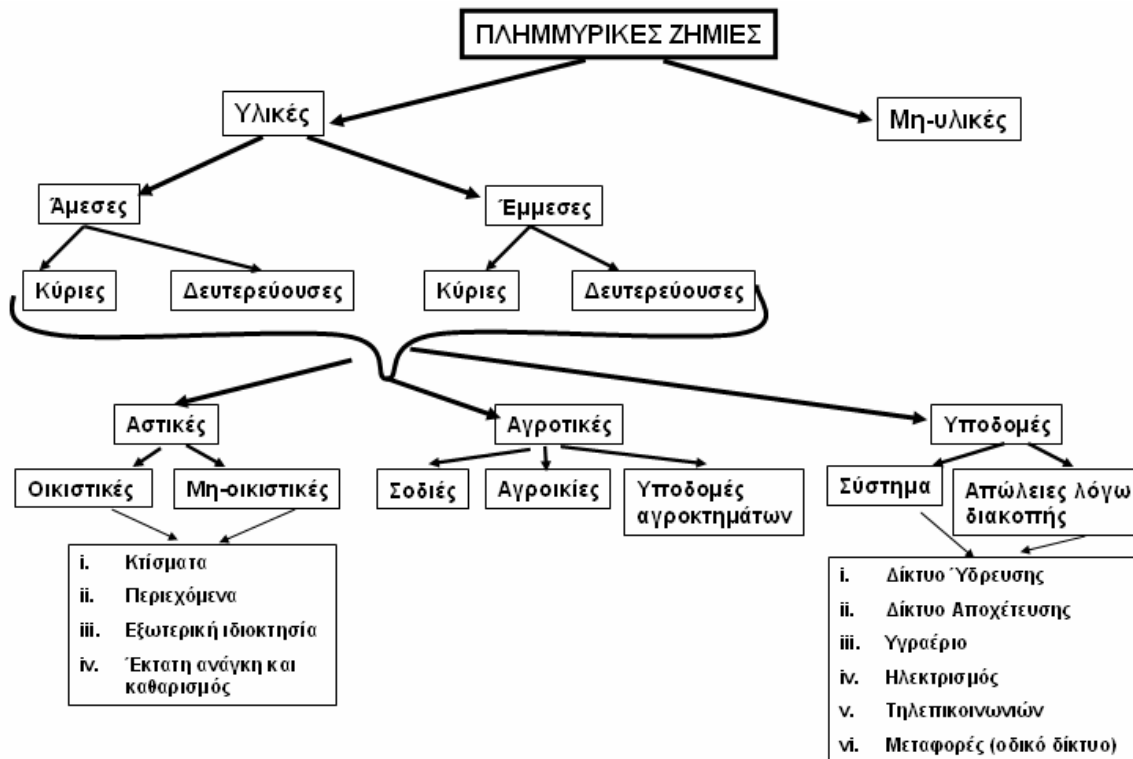 ΠΛΗΜΜΥΡΙΚΕΣ ΖΗΜΙΕΣ
Υλικές
Μη-υλικές
Άμεσες
Έμμεσες
Κύριες
Δευτερεύουσες
Κύριες
Δευτερεύουσες
Αστικές
Αγροτικές
Υποδομές
Οικιστικές
Μη-οικιστικές
Σοδιές
Αγροικίες
Υποδομές
αγροκτημάτων
Σύστημα
Απώλειες λόγω
διακοπής
i. Κτίσματα
ii. Περιεχόμενα
iii. Εξωτερική ιδιοκτησία
iv. Έκτατη ανάγκη και
καθαρισμός
i. Δίκτυο Ύδρευσης
ii. Δίκτυο Αποχέτευσης
iii. Υγραέριο
iv. Ηλεκτρισμός
v. Τηλεπικοινωνιών
vi. Μεταφορές (οδικό δίκτυο)